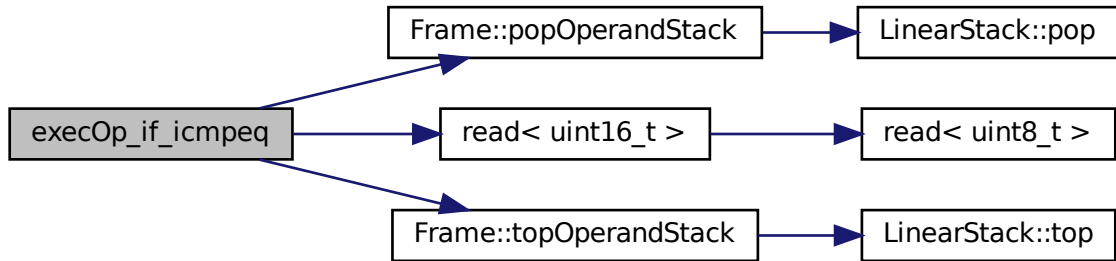 Frame::popOperandStack
LinearStack::pop
execOp_if_icmpeq
read< uint16_t >
read< uint8_t >
Frame::topOperandStack
LinearStack::top